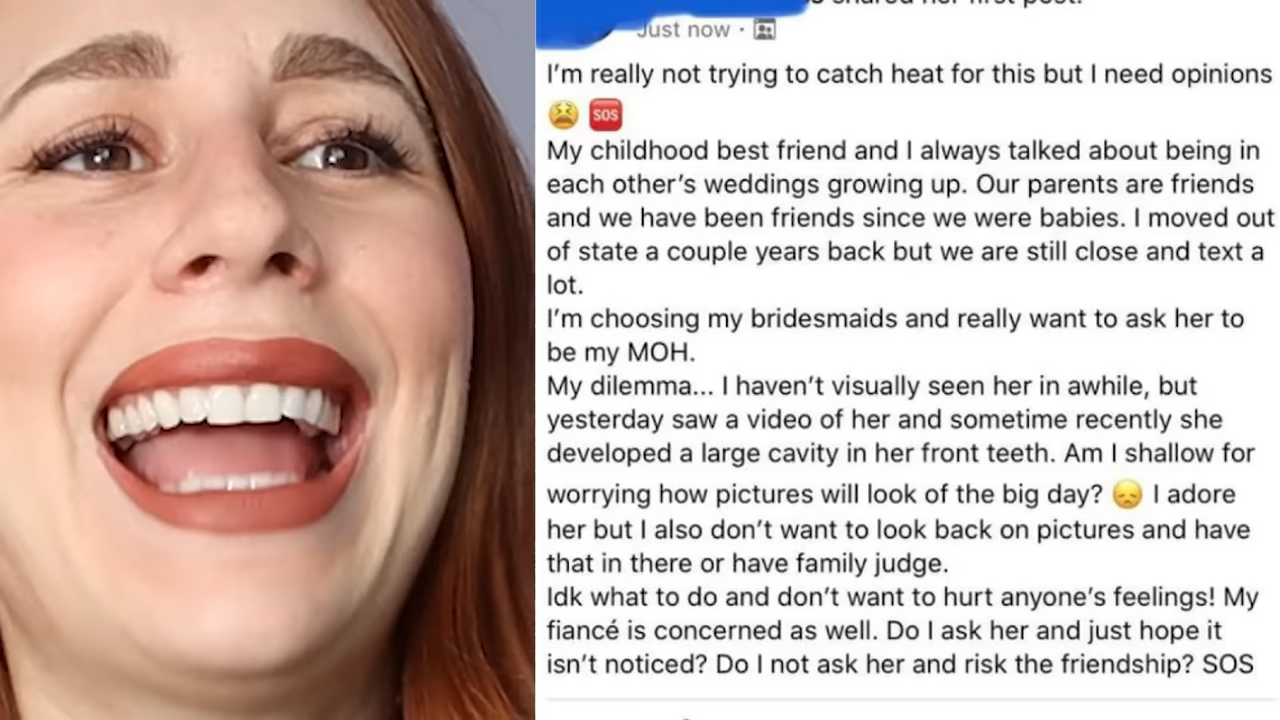 shared her first post.
Just now ·
I'm really not trying to catch heat for this but I need opinions
😫 🆘
My childhood best friend and I always talked about being in
each other's weddings growing up. Our parents are friends
and we have been friends since we were babies. I moved out
of state a couple years back but we are still close and text a
lot.
I'm choosing my bridesmaids and really want to ask her to
be my MOH.
My dilemma... I haven't visually seen her in awhile, but
yesterday saw a video of her and sometime recently she
developed a large cavity in her front teeth. Am I shallow for
worrying how pictures will look of the big day? 😞 I adore
her but I also don't want to look back on pictures and have
that in there or have family judge.
Idk what to do and don't want to hurt anyone's feelings! My
fiancé is concerned as well. Do I ask her and just hope it
isn't noticed? Do I not ask her and risk the friendship? SOS